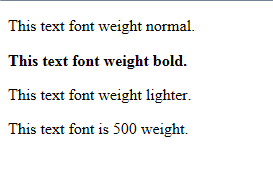 This text font weight normal.
This text font weight bold.
This text font weight lighter.
This text font is 500 weight.